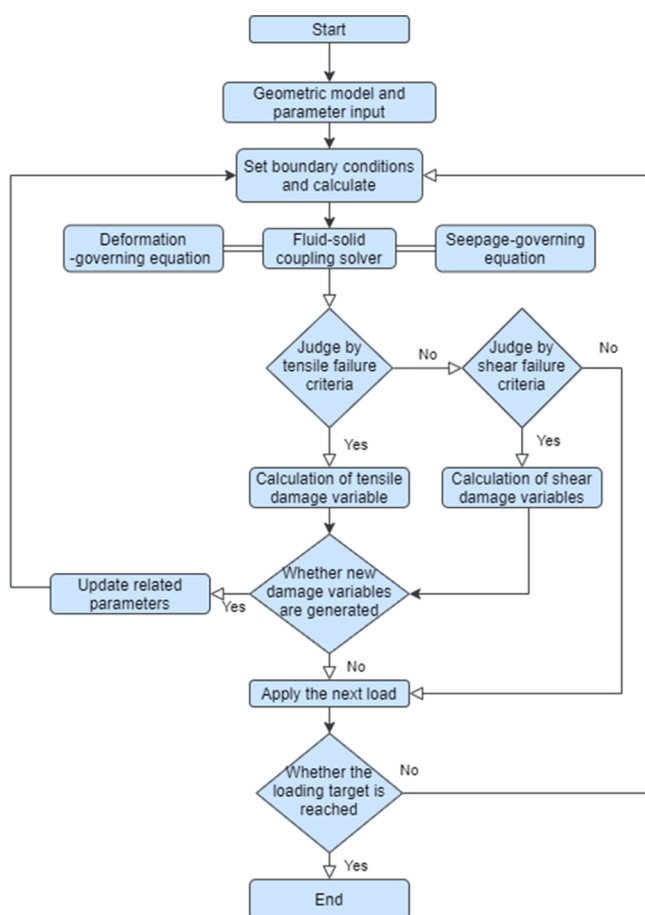 Start
Geometric model and
parameter input
Set boundary conditions
and calculate
Deformation
-governing equation
Fluid-solid
coupling solver
Seepage-governing
equation
Judge by
tensile failure
criteria
No
Judge by
shear failure
criteria
No
Yes
Yes
Calculation of tensile
damage variable
Calculation of shear
damage variables
Whether new
damage variables
are generated
Yes
Update related
parameters
No
Apply the next load
Whether the
loading target is
reached
No
Yes
End